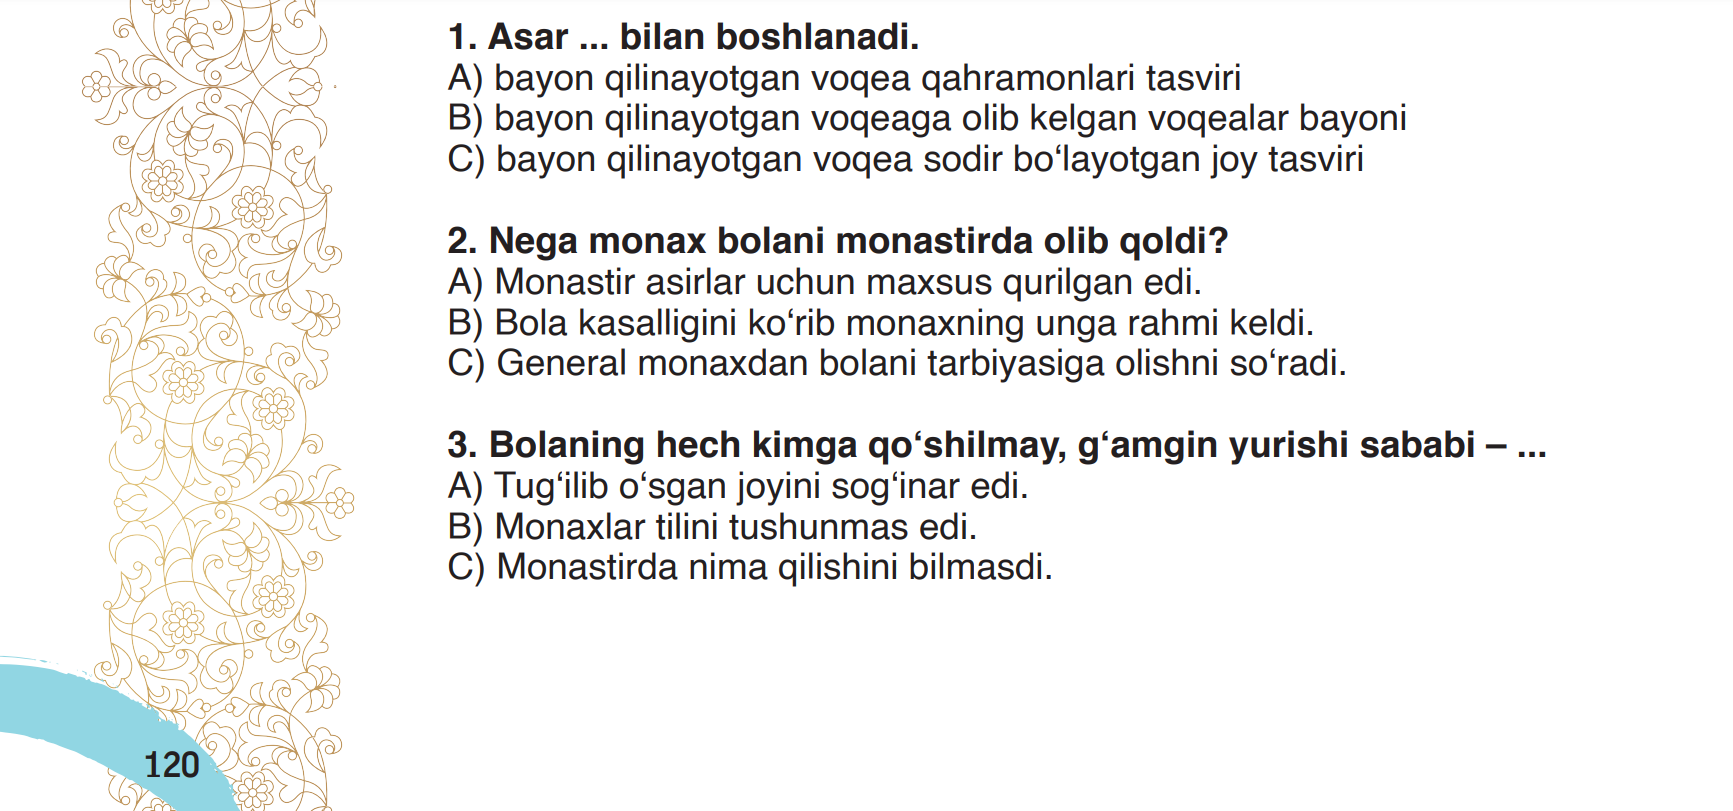 1. Asar ... bilan boshlanadi.
A) bayon qilinayotgan voqea qahramonlari tasviri
B) bayon qilinayotgan voqeaga olib kelgan voqealar bayoni
C) bayon qilinayotgan voqea sodir bo‘layotgan joy tasviri
2. Nega monax bolani monastirda olib qoldi?
A) Monastir asirlar uchun maxsus qurilgan edi.
B) Bola kasalligini ko‘rib monaxning unga rahmi keldi.
C) General monaxdan bolani tarbiyasiga olishni so‘radi.
3. Bolaning hech kimga qo‘shilmay, g‘amgin yurishi sababi – ...
A) Tug‘ilib o‘sgan joyini sog‘inar edi.
B) Monaxlar tilini tushunmas edi.
C) Monastirda nima qilishini bilmasdi.
120